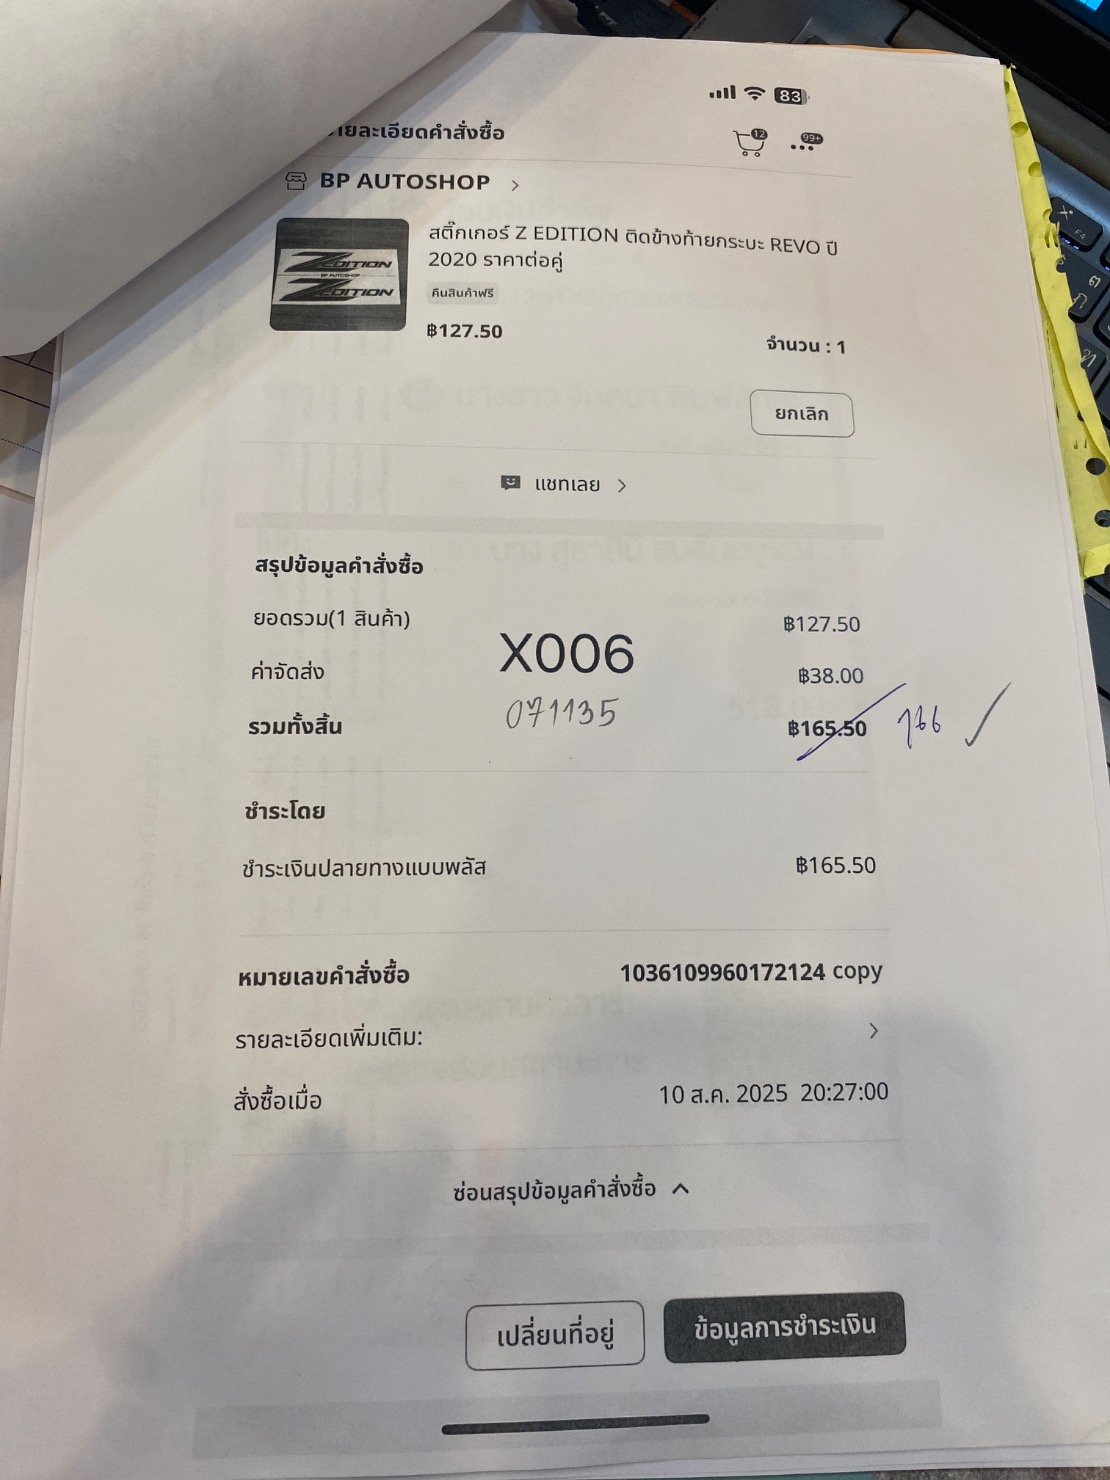 83
ายละเอียดคำสั่งซื้อ
12
99+
BP AUTOSHOP
สติ๊กเกอร์ Z EDITION ติดข้างท้ายกระบะ REVO ปี
2020 ราคาต่อคู่
Z EDITION
BP AUTOSHOP
Z EDITION
คืนสินค้าฟรี
฿127.50
จำนวน : 1
ยกเลิก
แชทเลย
สรุปข้อมูลคำสั่งซื้อ
ยอดรวม(1 สินค้า) ฿127.50
X006
ค่าจัดส่ง ฿38.00
071135
รวมทั้งสิ้น ฿165.50 166
ชำระโดย
ชำระเงินปลายทางแบบพลัส ฿165.50
หมายเลขคำสั่งซื้อ 1036109960172124 copy
รายละเอียดเพิ่มเติม:
สั่งซื้อเมื่อ 10 ส.ค. 2025 20:27:00
ซ่อนสรุปข้อมูลคำสั่งซื้อ
เปลี่ยนที่อยู่ ข้อมูลการชำระเงิน